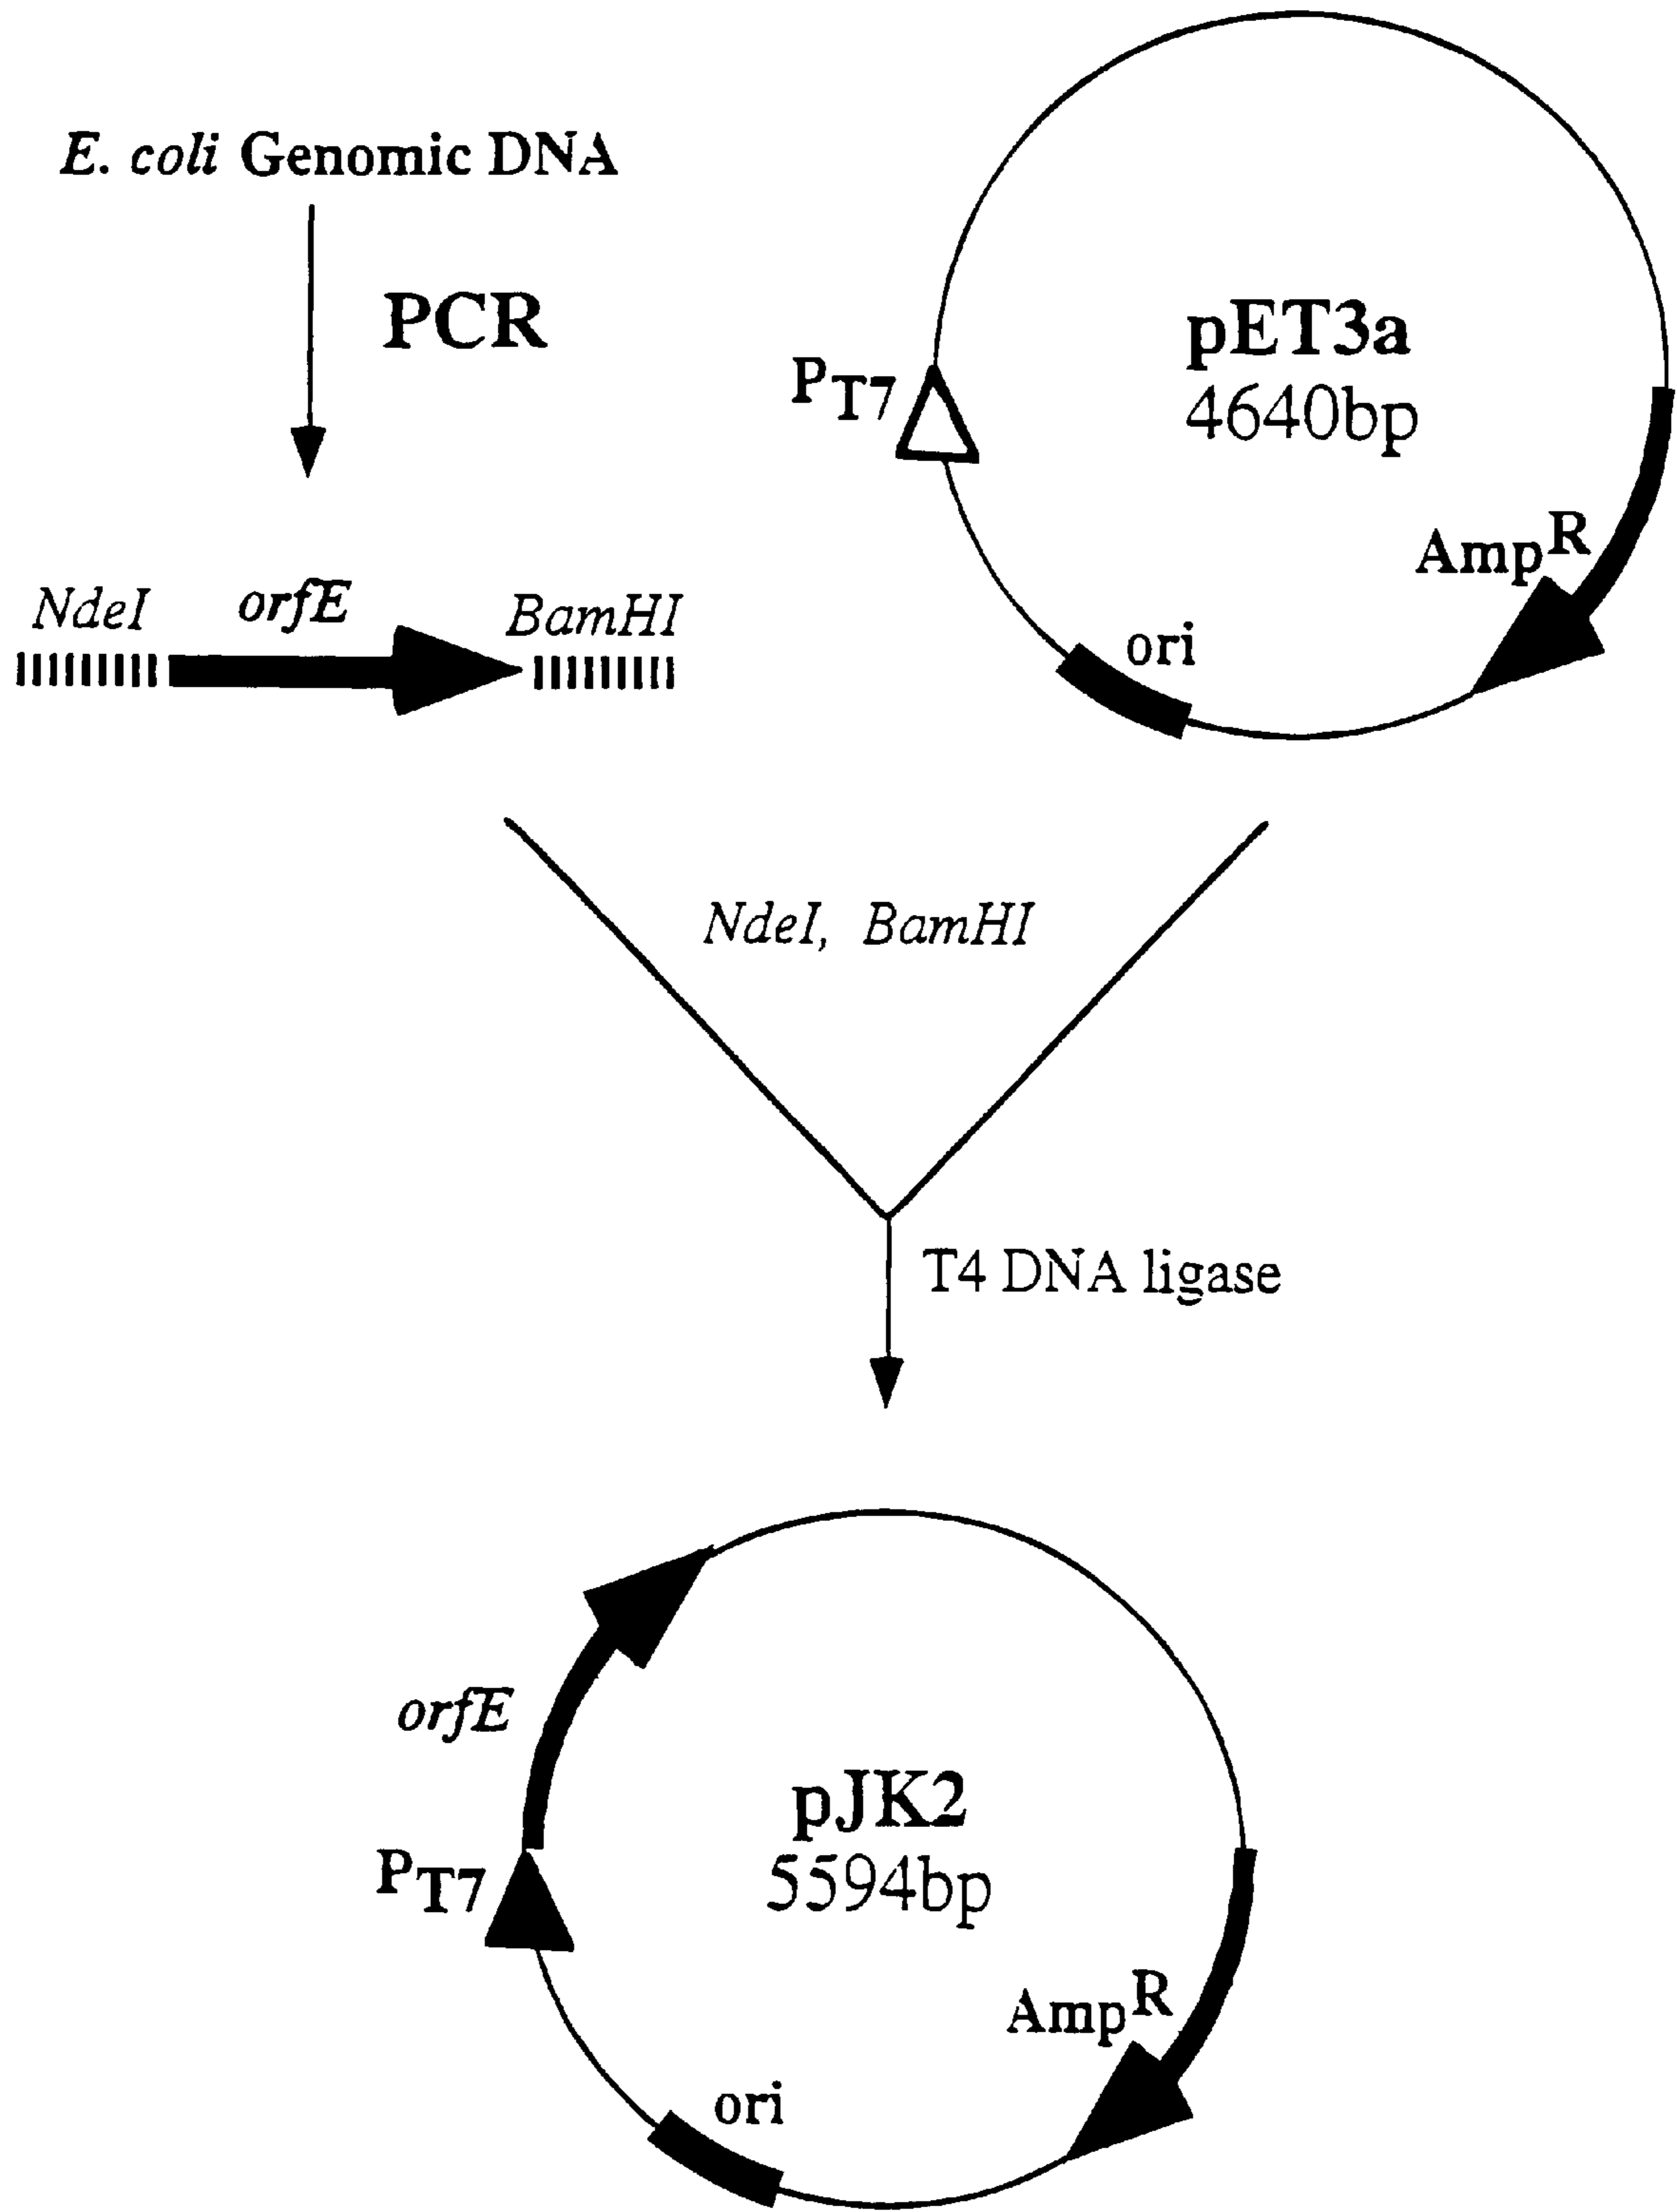 E. coli Genomic DNA
PCR
NdeI orfE BamHI
pET3a
4640bp
PT7
AmpR
ori
NdeI, BamHI
T4 DNA ligase
orfE
pJK2
5594bp
PT7
AmpR
ori